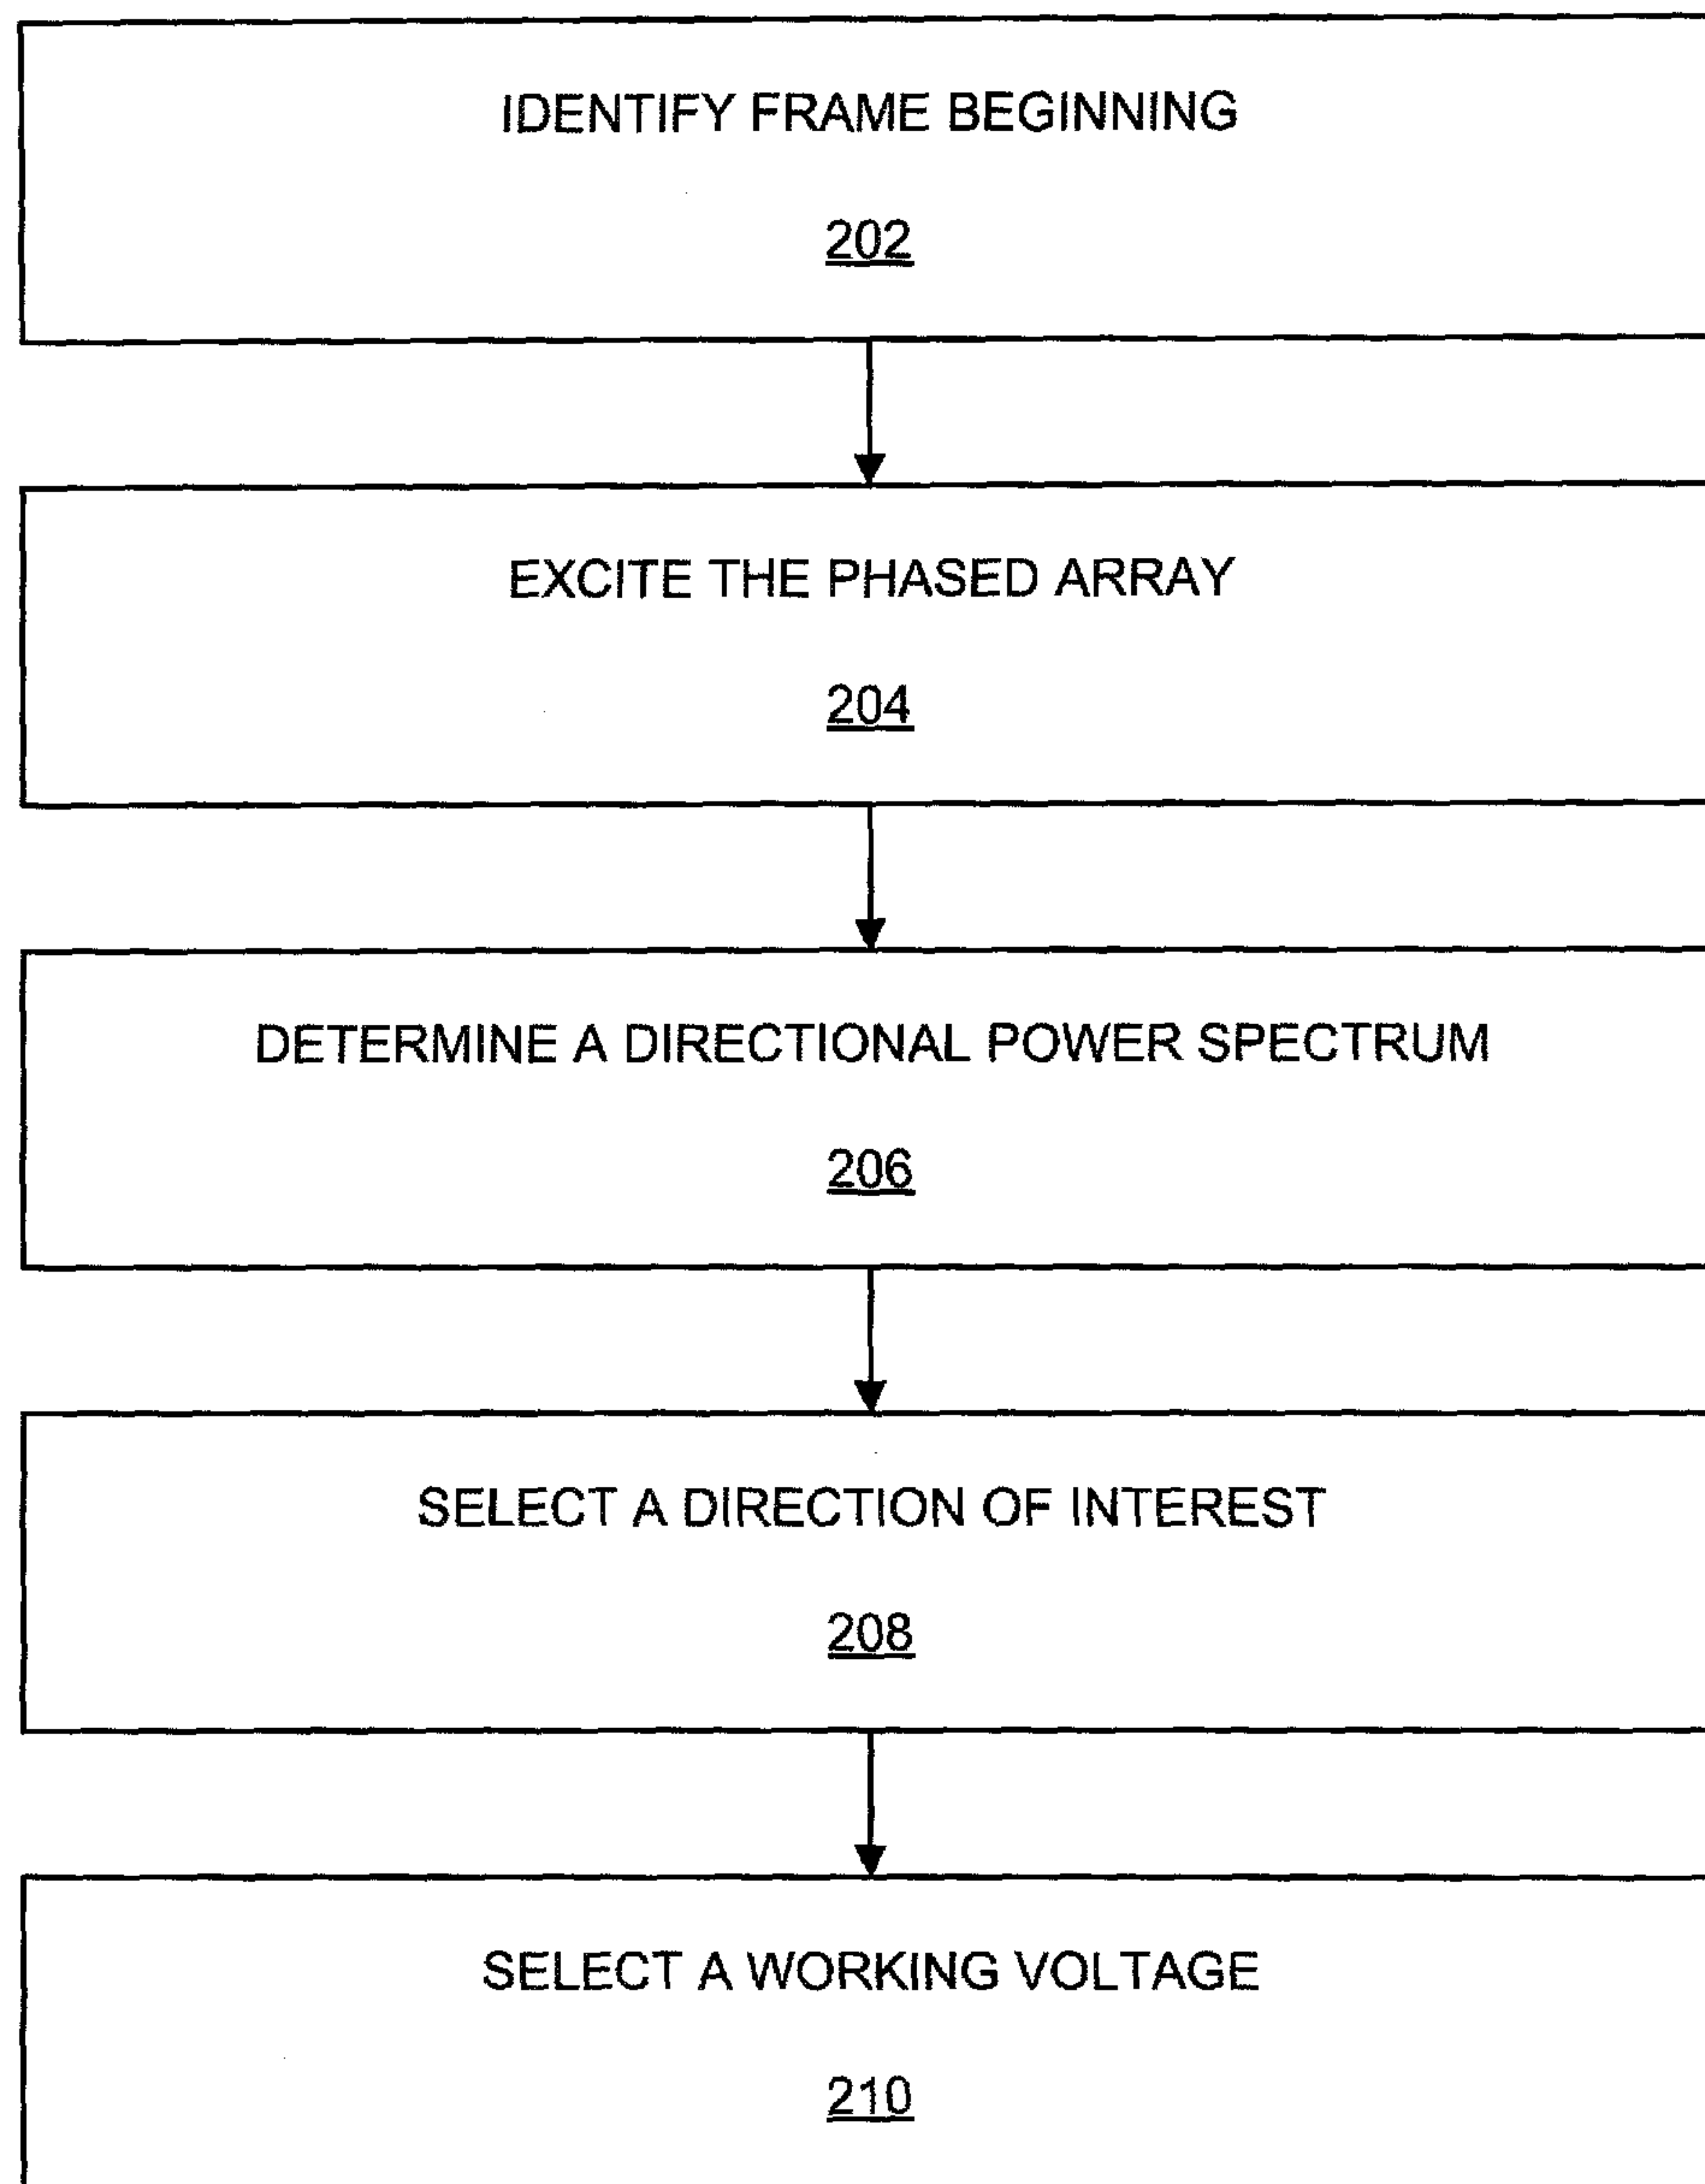 IDENTIFY FRAME BEGINNING
202
EXCITE THE PHASED ARRAY
204
DETERMINE A DIRECTIONAL POWER SPECTRUM
206
SELECT A DIRECTION OF INTEREST
208
SELECT A WORKING VOLTAGE
210